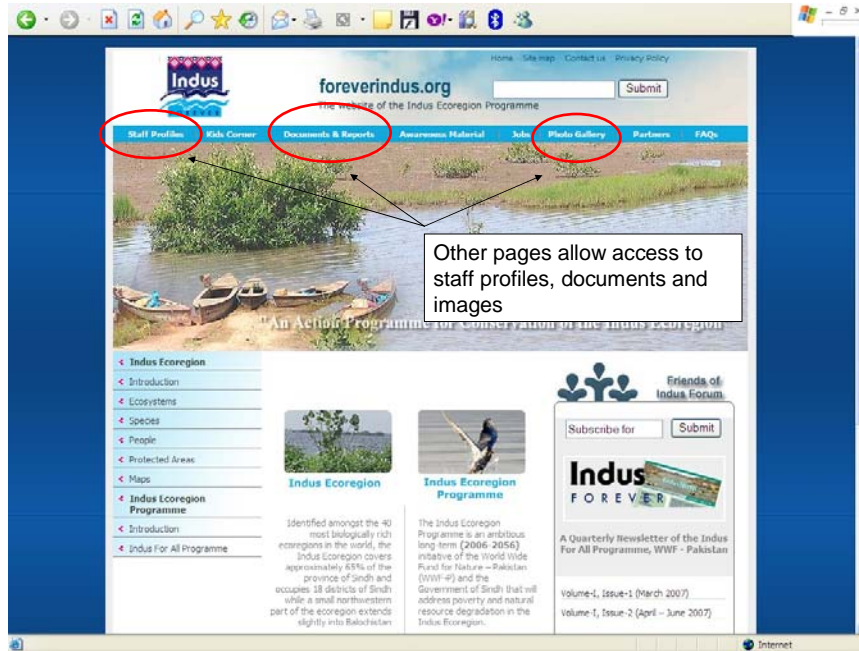 Home Site map Contact us Privacy Policy
Indus
FOREVER
foreverindus.org
Submit
The website of the Indus Ecoregion Programme
Staff Profiles Kids Corner Documents & Reports Awareness Material Jobs Photo Gallery Partners FAQs
Other pages allow access to
staff profiles, documents and
images
"An Action Programme for Conservation of the Indus Ecoregion"
Indus Ecoregion
Introduction
Ecosystems
Species
People
Protected Areas
Maps
Indus Ecoregion
Programme
Introduction
Indus For All Programme
Indus Ecoregion
Identified amongst the 40
most biologically rich
ecoregions in the world, the
Indus Ecoregion covers
approximately 65% of the
province of Sindh and
occupies 18 districts of Sindh
while a small northwestern
part of the ecoregion extends
slightly into Balochistan
Indus Ecoregion
Programme
The Indus Ecoregion
Programme is an ambitious
long-term (2006-2056)
initiative of the World Wide
Fund for Nature – Pakistan
(WWF-P) and the
Government of Sindh that will
address poverty and natural
resource degradation in the
Indus Ecoregion.
Friends of
Indus Forum
Subscribe for Submit
Indus
FOREVER
A Quarterly Newsletter of the Indus
For All Programme, WWF - Pakistan
Volume-I, Issue-1 (March 2007)
Volume-I, Issue-2 (April – June 2007)
Internet